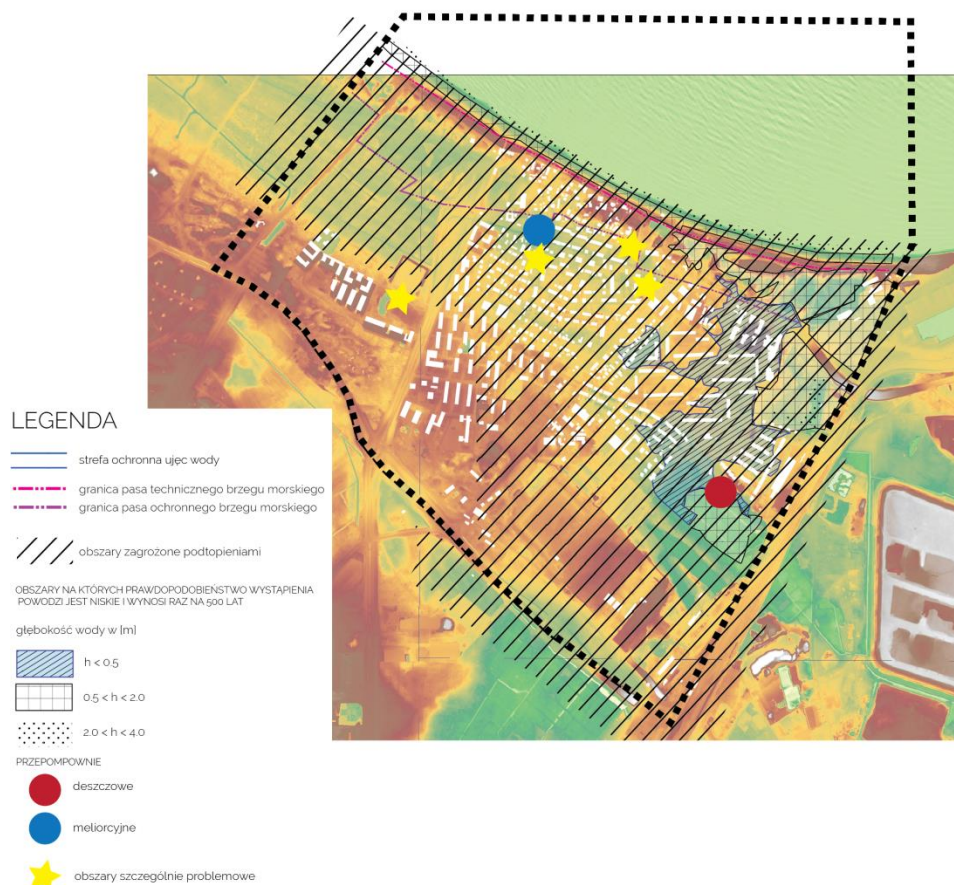 LEGENDA
strefa ochronna ujęc wody
granica pasa technicznego brzegu morskiego
granica pasa ochronnego brzegu morskiego
obszary zagrożone podtopieniami
OBSZARY NA KTÓRYCH PRAWDOPODOBIEŃSTWO WYSTĄPIENIA
POWODZI JEST NISKIE I WYNOSI RAZ NA 500 LAT
głębokość wody w [m]
h < 0.5
0.5 < h < 2.0
2.0 < h < 4.0
PRZEPOMPOWNIE
deszczowe
meliorcyjne
obszary szczególnie problemowe